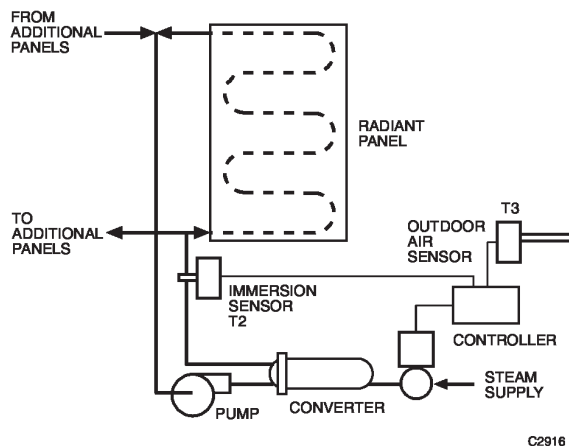 FROM
ADDITIONAL
PANELS
RADIANT
PANEL
TO
ADDITIONAL
PANELS
T3
OUTDOOR
AIR
SENSOR
IMMERSION
SENSOR
T2
CONTROLLER
STEAM
SUPPLY
PUMP
CONVERTER
C2916